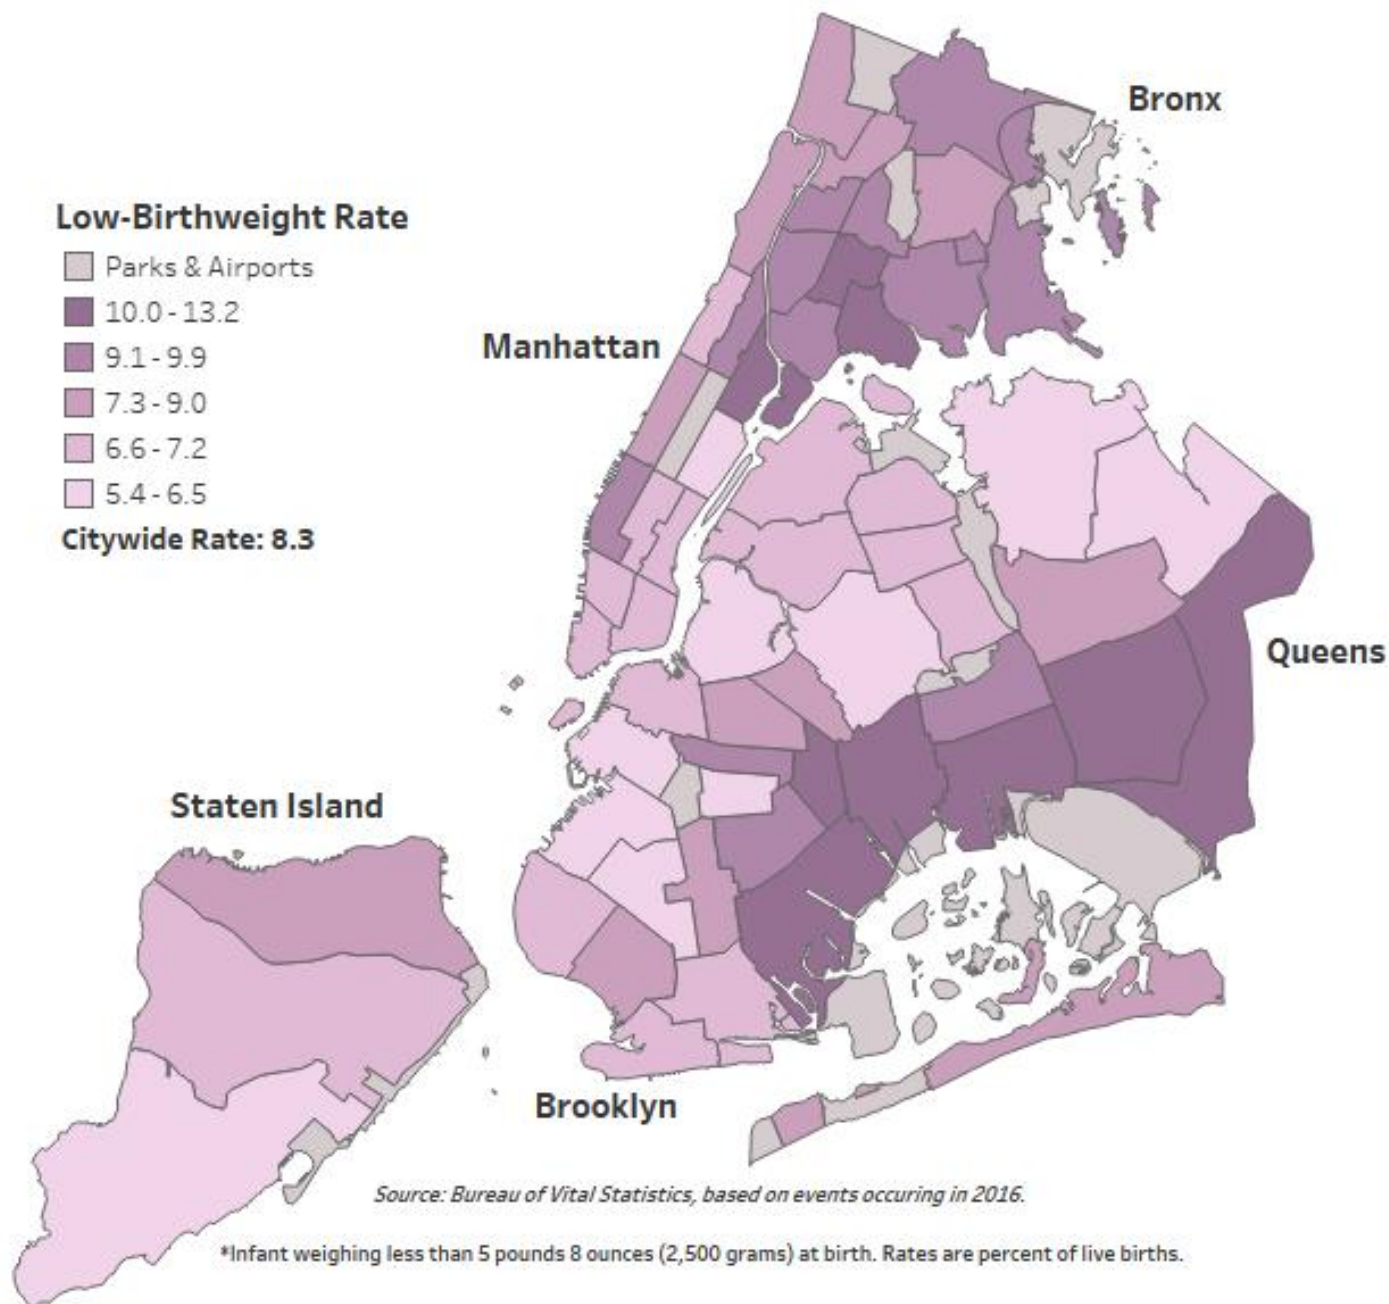 Bronx
Low-Birthweight Rate
Parks & Airports
10.0 - 13.2
Manhattan
9.1 - 9.9
7.3 - 9.0
6.6 - 7.2
5.4 - 6.5
Citywide Rate: 8.3
Queens
Staten Island
Brooklyn
Source: Bureau of Vital Statistics, based on events occuring in 2016.
*Infant weighing less than 5 pounds 8 ounces (2,500 grams) at birth. Rates are percent of live births.